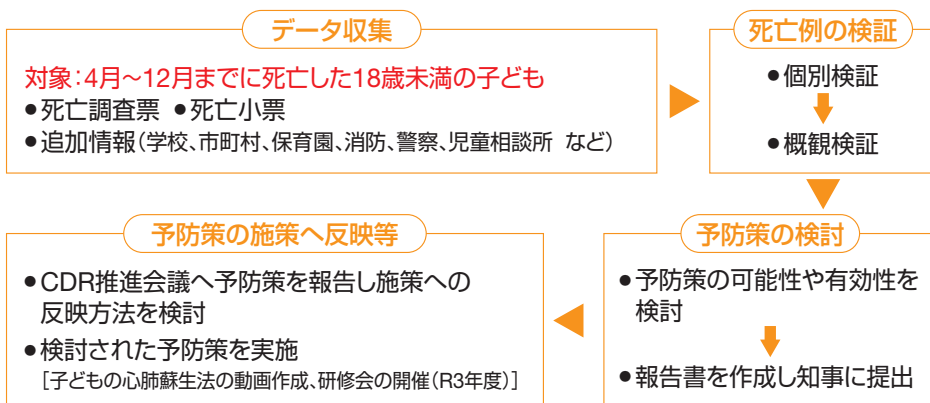 データ収集
対象：4月～12月までに死亡した18歳未満の子ども
●死亡調査票 ●死亡小票
●追加情報（学校、市町村、保育園、消防、警察、児童相談所 など）
死亡例の検証
●個別検証
●概観検証
予防策の検討
●予防策の可能性や有効性を
検討
●報告書を作成し知事に提出
予防策の施策へ反映等
●CDR推進会議へ予防策を報告し施策への
反映方法を検討
●検討された予防策を実施
［子どもの心肺蘇生法の動画作成、研修会の開催（R3年度）］